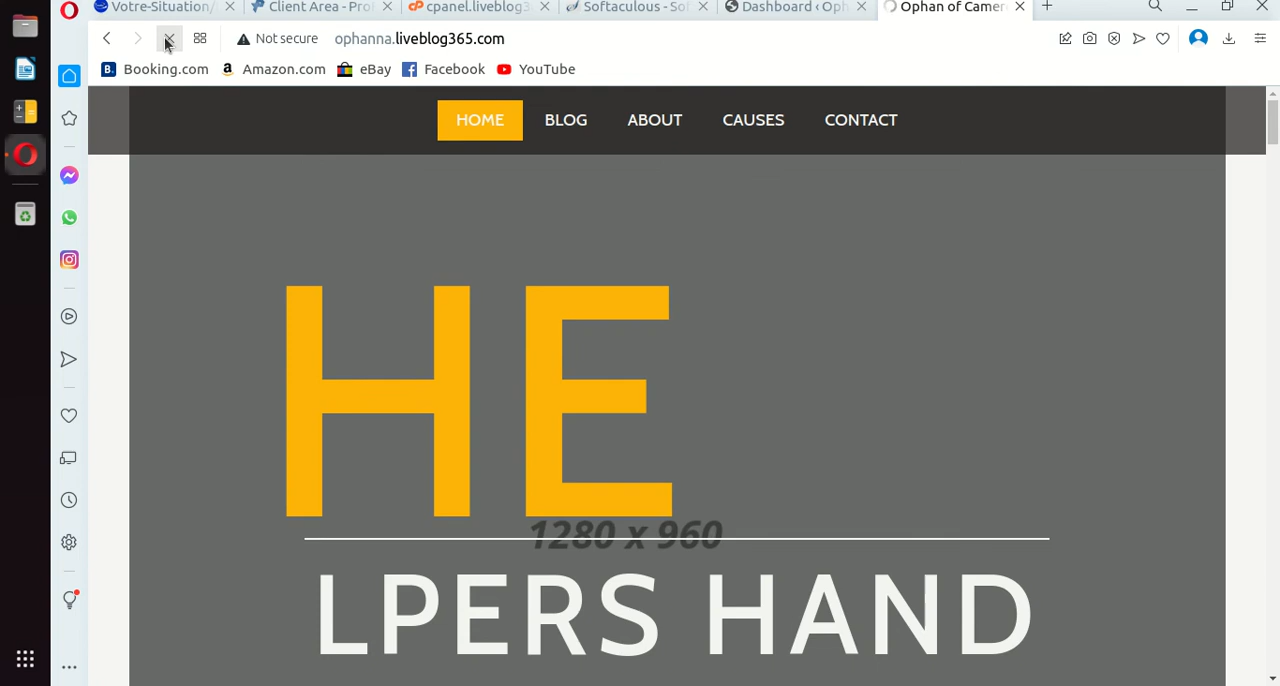 Votre-Situation/
Client Area - Pro
cpanel.liveblog3
Softaculous - Sof
Dashboard ‹ Oph
Ophan of Camer
Not secure
ophanna.liveblog365.com
Booking.com
Amazon.com
eBay
Facebook
YouTube
HOME
BLOG
ABOUT
CAUSES
CONTACT
HE
1280 x 960
LPERS HAND